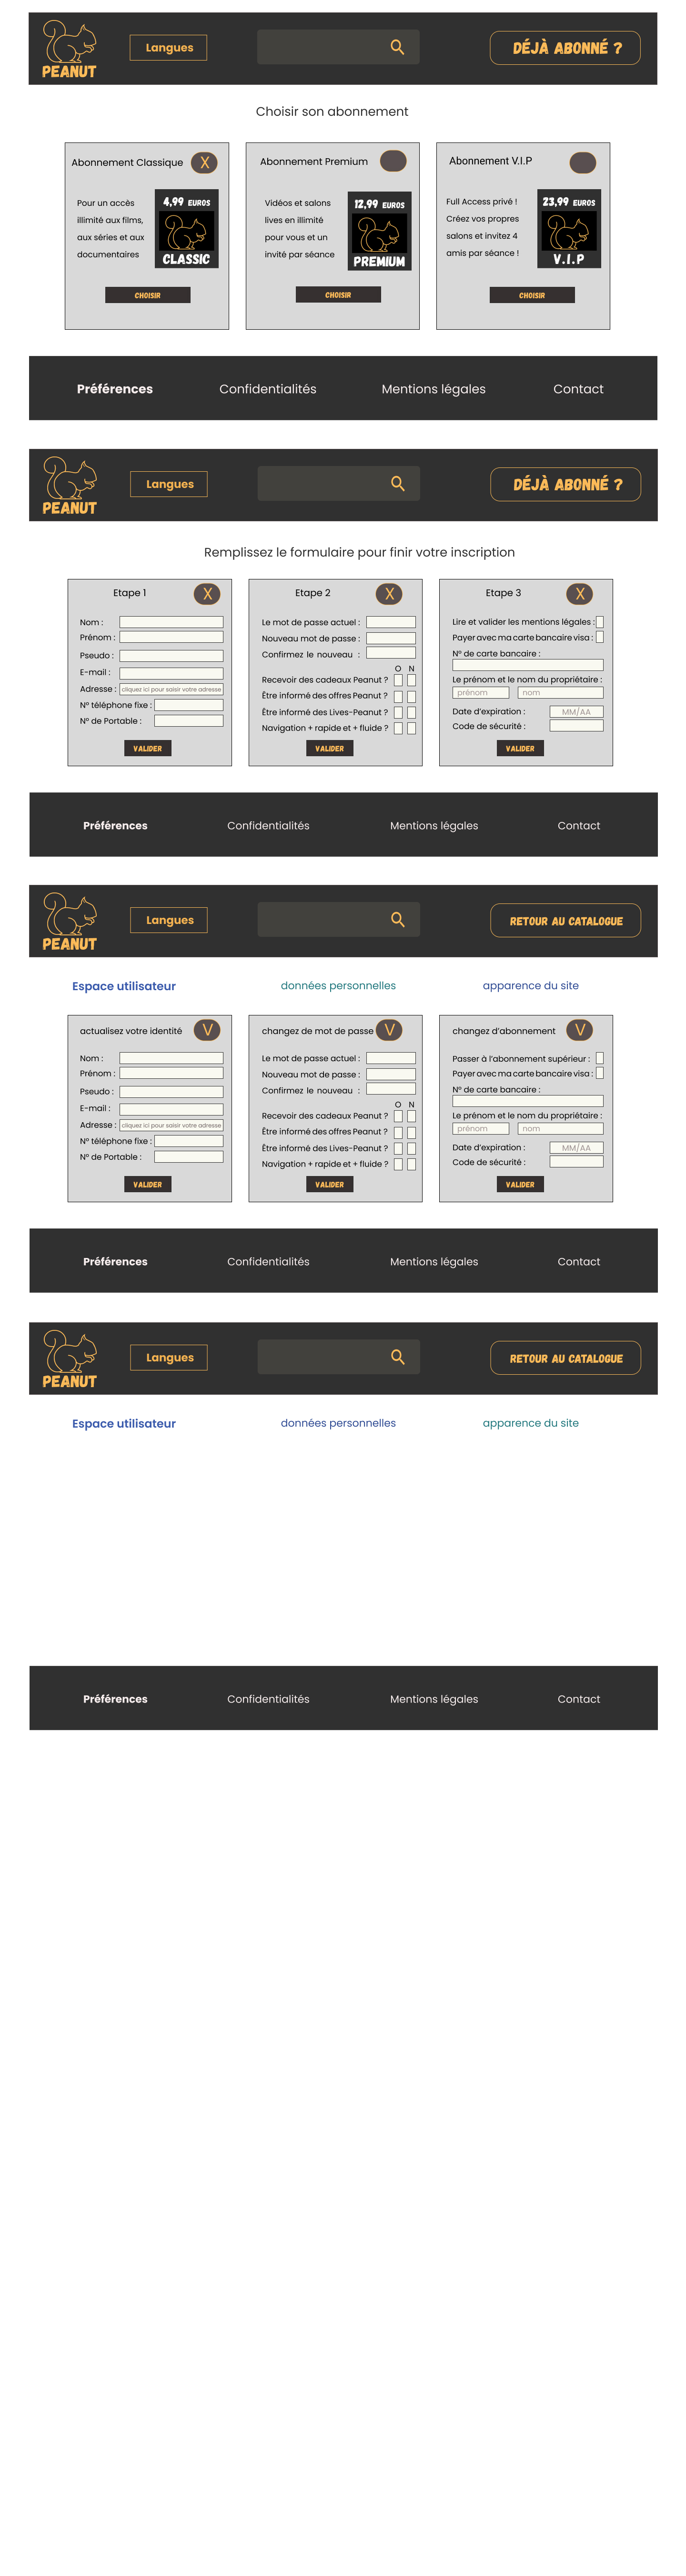 PEANUT
Langues
DÉJÀ ABONNÉ ?
Choisir son abonnement
Abonnement Classique X
Pour un accès
illimité aux films,
aux séries et aux
documentaires
4,99 EUROS
CLASSIC
CHOISIR
Abonnement Premium
Vidéos et salons
lives en illimité
pour vous et un
invité par séance
12,99 EUROS
PREMIUM
CHOISIR
Abonnement V.I.P
Full Access privé !
Créez vos propres
salons et invitez 4
amis par séance !
23,99 EUROS
V.I.P
CHOISIR
Préférences Confidentialités Mentions légales Contact
PEANUT
Langues
DÉJÀ ABONNÉ ?
Remplissez le formulaire pour finir votre inscription
Etape 1 X
Nom :
Prénom :
Pseudo :
E-mail :
Adresse : cliquez ici pour saisir votre adresse
N° téléphone fixe :
N° de Portable :
VALIDER
Etape 2 X
Le mot de passe actuel :
Nouveau mot de passe :
Confirmez le nouveau :
O N
Recevoir des cadeaux Peanut ?
Être informé des offres Peanut ?
Être informé des Lives-Peanut ?
Navigation + rapide et + fluide ?
VALIDER
Etape 3 X
Lire et valider les mentions légales :
Payer avec ma carte bancaire visa :
N° de carte bancaire :
Le prénom et le nom du propriétaire :
prénom nom
Date d'expiration : MM/AA
Code de sécurité :
VALIDER
Préférences Confidentialités Mentions légales Contact
PEANUT
Langues
RETOUR AU CATALOGUE
Espace utilisateur données personnelles apparence du site
actualisez votre identité V
Nom :
Prénom :
Pseudo :
E-mail :
Adresse : cliquez ici pour saisir votre adresse
N° téléphone fixe :
N° de Portable :
VALIDER
changez de mot de passe V
Le mot de passe actuel :
Nouveau mot de passe :
Confirmez le nouveau :
O N
Recevoir des cadeaux Peanut ?
Être informé des offres Peanut ?
Être informé des Lives-Peanut ?
Navigation + rapide et + fluide ?
VALIDER
changez d'abonnement V
Passer à l'abonnement supérieur :
Payer avec ma carte bancaire visa :
N° de carte bancaire :
Le prénom et le nom du propriétaire :
prénom nom
Date d'expiration : MM/AA
Code de sécurité :
VALIDER
Préférences Confidentialités Mentions légales Contact
PEANUT
Langues
RETOUR AU CATALOGUE
Espace utilisateur données personnelles apparence du site
Préférences Confidentialités Mentions légales Contact